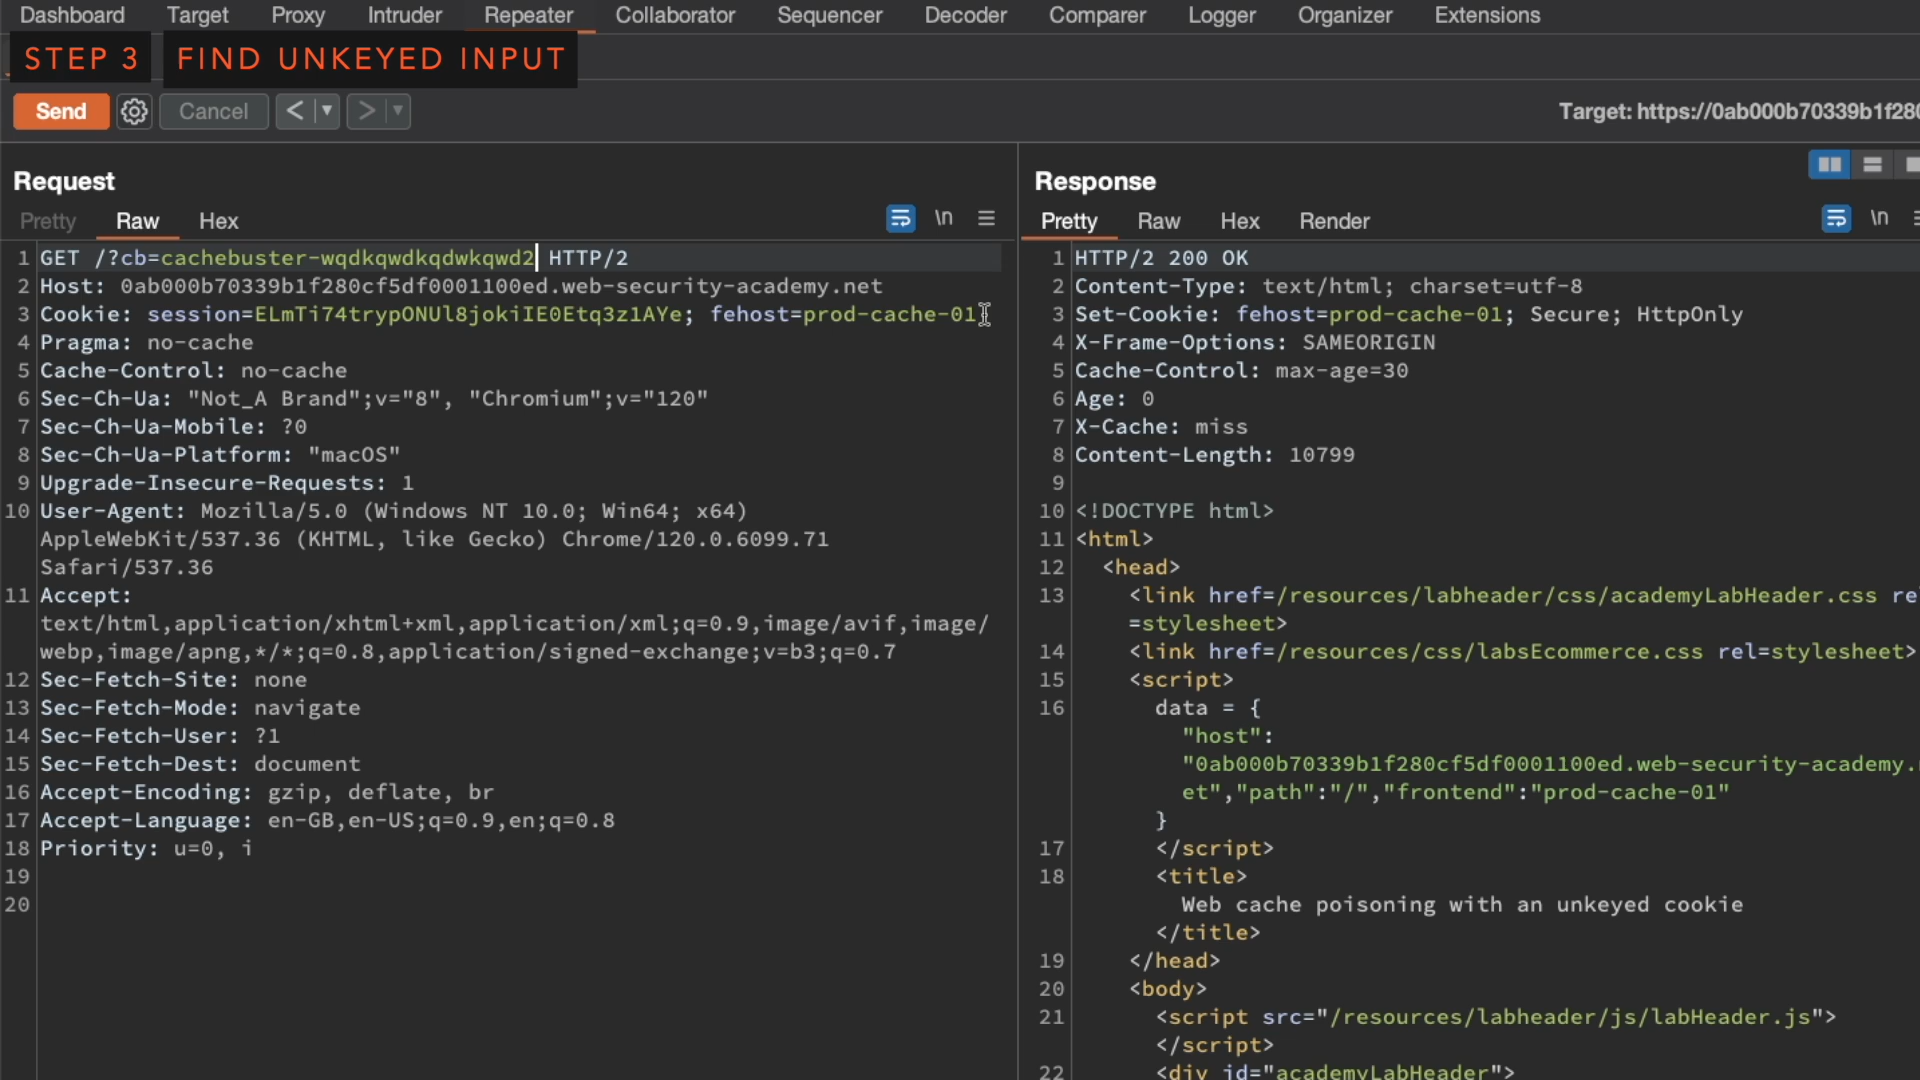 Dashboard Target Proxy Intruder Repeater Collaborator Sequencer Decoder Comparer Logger Organizer Extensions
STEP 3 FIND UNKEYED INPUT
Send Cancel < > Target: https://0ab000b70339b1f280
Request
Pretty Raw Hex \n
1 GET /?cb=cachebuster-wqdkqwdkqdwkqwd2 HTTP/2
2 Host: 0ab000b70339b1f280cf5df0001100ed.web-security-academy.net
3 Cookie: session=ELmTi74trypONUl8jokiIE0Etq3z1AYe; fehost=prod-cache-01
4 Pragma: no-cache
5 Cache-Control: no-cache
6 Sec-Ch-Ua: "Not_A Brand";v="8", "Chromium";v="120"
7 Sec-Ch-Ua-Mobile: ?0
8 Sec-Ch-Ua-Platform: "macOS"
9 Upgrade-Insecure-Requests: 1
10 User-Agent: Mozilla/5.0 (Windows NT 10.0; Win64; x64)
AppleWebKit/537.36 (KHTML, like Gecko) Chrome/120.0.6099.71
Safari/537.36
11 Accept:
text/html,application/xhtml+xml,application/xml;q=0.9,image/avif,image/
webp,image/apng,*/*;q=0.8,application/signed-exchange;v=b3;q=0.7
12 Sec-Fetch-Site: none
13 Sec-Fetch-Mode: navigate
14 Sec-Fetch-User: ?1
15 Sec-Fetch-Dest: document
16 Accept-Encoding: gzip, deflate, br
17 Accept-Language: en-GB,en-US;q=0.9,en;q=0.8
18 Priority: u=0, i
19
20
Response
Pretty Raw Hex Render \n
1 HTTP/2 200 OK
2 Content-Type: text/html; charset=utf-8
3 Set-Cookie: fehost=prod-cache-01; Secure; HttpOnly
4 X-Frame-Options: SAMEORIGIN
5 Cache-Control: max-age=30
6 Age: 0
7 X-Cache: miss
8 Content-Length: 10799
9
10 <!DOCTYPE html>
11 <html>
12 <head>
13 <link href=/resources/labheader/css/academyLabHeader.css re
=stylesheet>
14 <link href=/resources/css/labsEcommerce.css rel=stylesheet>
15 <script>
16 data = {
"host":
"0ab000b70339b1f280cf5df0001100ed.web-security-academy.
et","path":"/","frontend":"prod-cache-01"
}
17 </script>
18 <title>
Web cache poisoning with an unkeyed cookie
</title>
19 </head>
20 <body>
21 <script src="/resources/labheader/js/labHeader.js">
</script>
22 <div id="academyLabHeader">